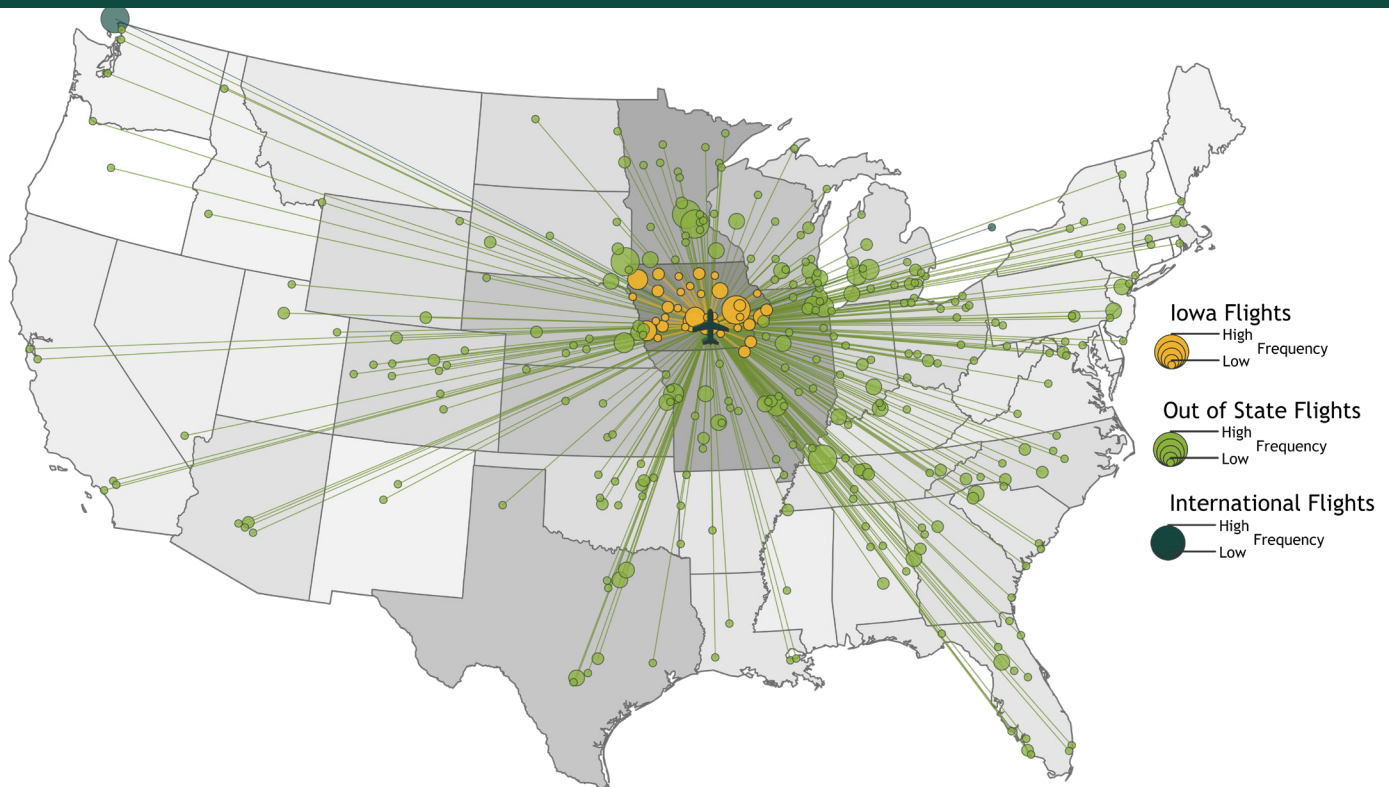 Iowa Flights
High
Frequency
Low
Out of State Flights
High
Frequency
Low
International Flights
High
Frequency
Low